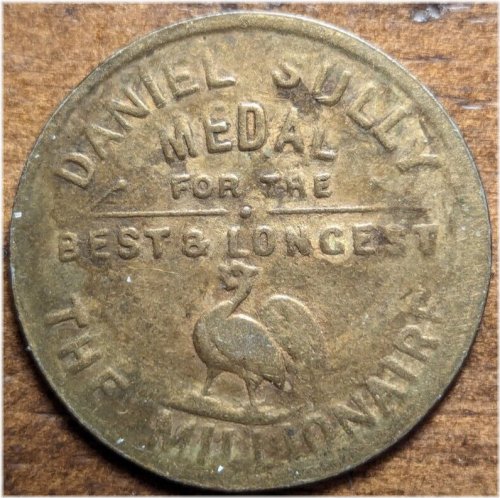 DANIEL SULLY
MEDAL
FOR THE
BEST & LONGEST
THE MILLIONAIRE